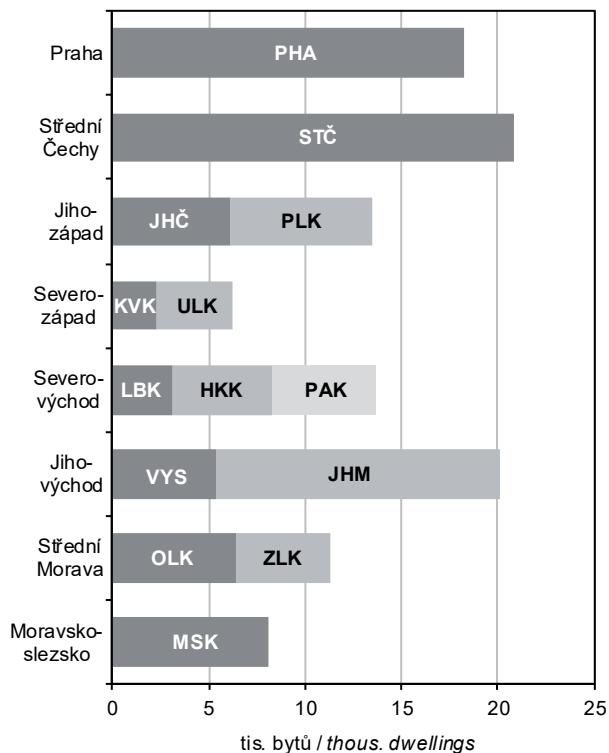 Praha
PHA
Střední
Čechy
STČ
Jiho-
západ
JHČ PLK
Severo-
západ
KVK ULK
Severo-
východ
LBK HKK PAK
Jiho-
východ
VYS JHM
Střední
Morava
OLK ZLK
Moravsko-
slezsko
MSK
0 5 10 15 20 25
tis. bytů / thous. dwellings